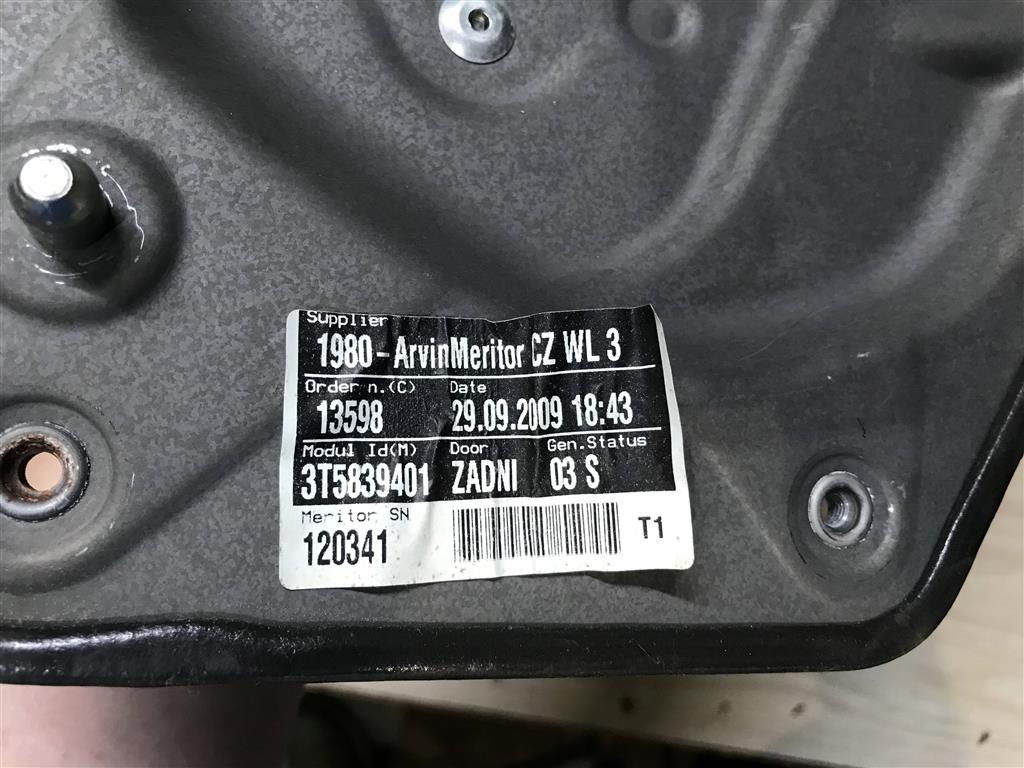 Supplier
1980-ArvinMeritor CZ WL 3
Order n.(C) Date
13598 29.09.2009 18:43
Modul Id(M) Door Gen.Status
3T5839401 ZADNI 03 S
Meritor SN
120341 T1